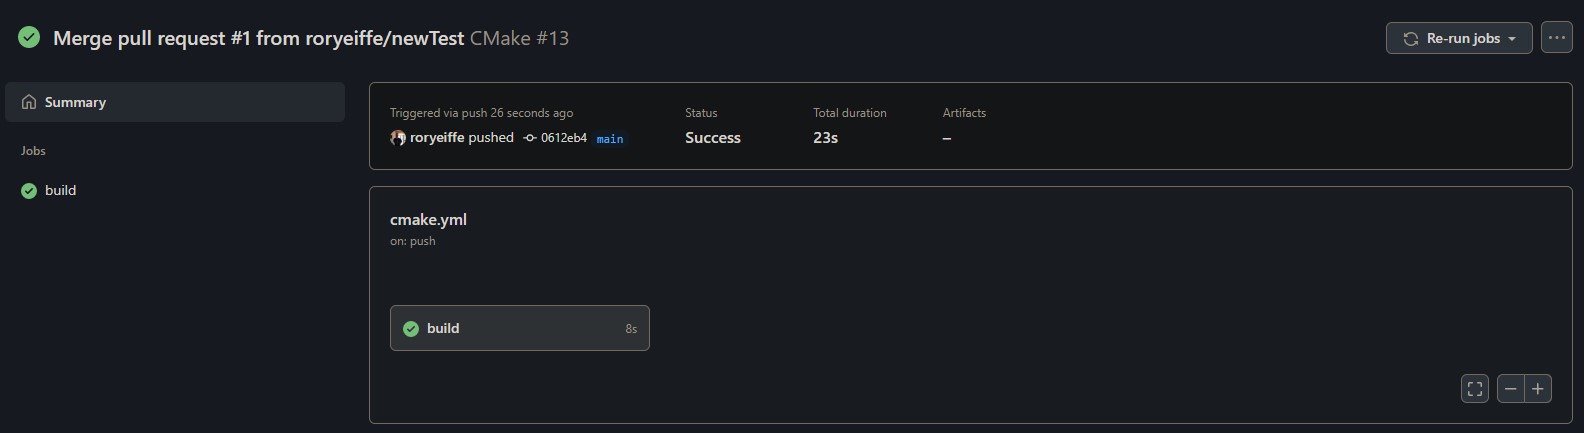 Merge pull request #1 from roryeiffe/newTest CMake #13
Re-run jobs
Summary
Jobs
build
Triggered via push 26 seconds ago
roryeiffe pushed 0612eb4 main
Status
Success
Total duration
23s
Artifacts
–
cmake.yml
on: push
build 8s